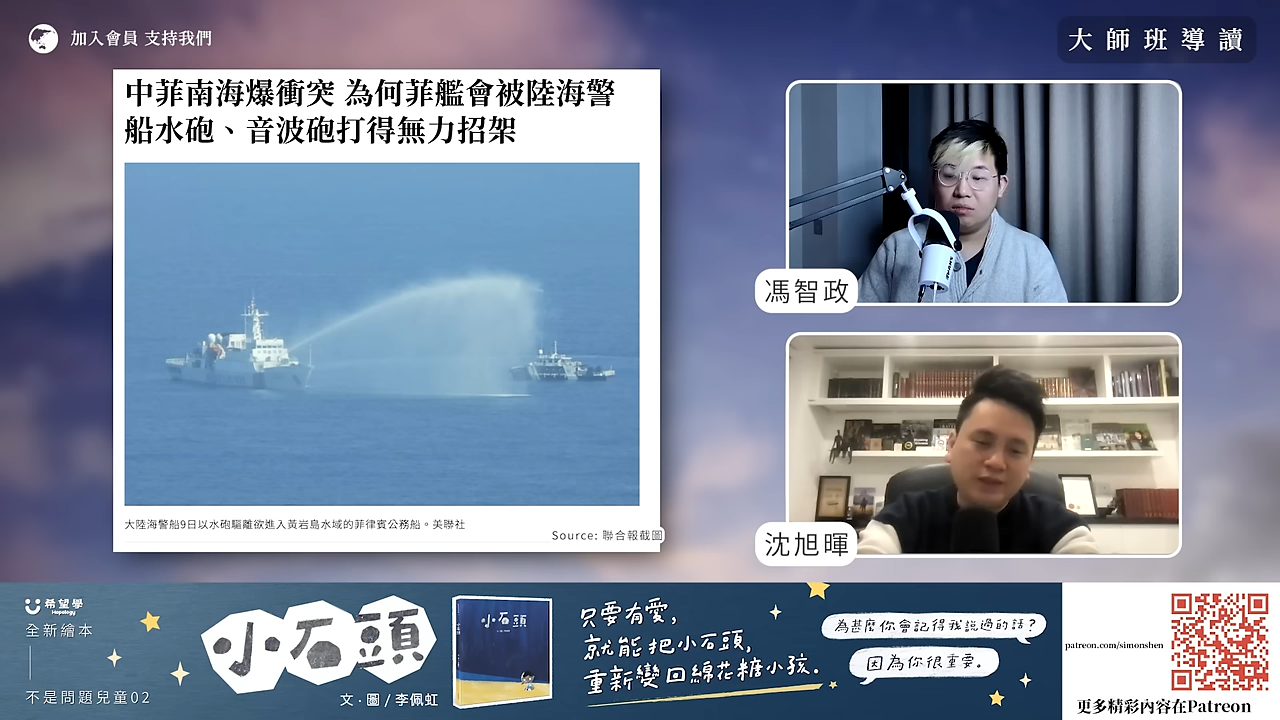 加入會員 支持我們
大師班導讀
中菲南海爆衝突 為何菲艦會被陸海警
船水砲、音波砲打得無力招架
大陸海警船9日以水砲驅離欲進入黃岩島水域的菲律賓公務船。美聯社
Source: 聯合報截圖
馮智政
沈旭暉
希望學
Hopology
全新繪本
不是問題兒童02
小石頭
文·圖/李佩虹
小石頭
只要有愛,
就能把小石頭,
重新變回綿花糖小孩。
為甚麼你會記得我說過的話?
因為你很重要。
patreon.com/simonshen
更多精彩內容在Patreon